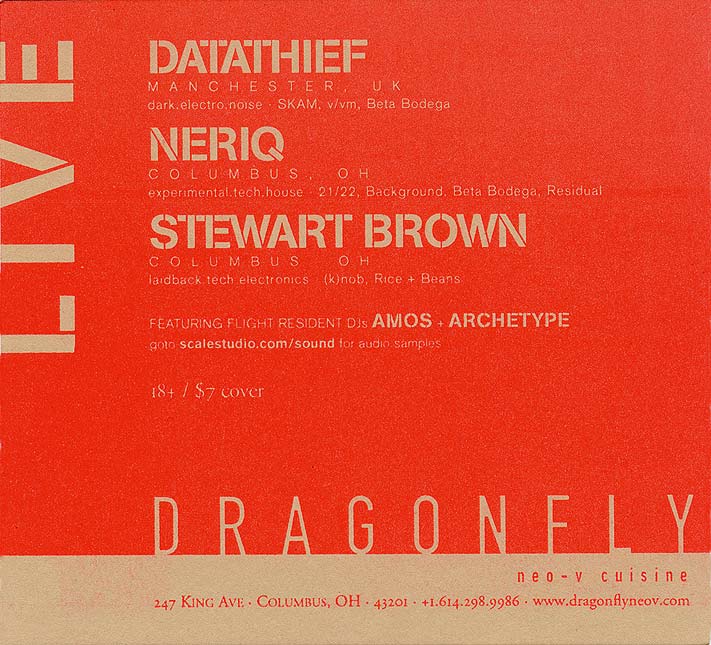 LIVE
DATATHIEF
MANCHESTER, UK
dark.electro.noise · SKAM, v/vm, Beta Bodega
NERIQ
COLUMBUS, OH
experimental.tech.house · 21/22, Background, Beta Bodega, Residual
STEWART BROWN
COLUMBUS OH
laidback.tech.electronics · (k)nob, Rice + Beans
FEATURING FLIGHT RESIDENT DJs AMOS + ARCHETYPE
goto scalestudio.com/sound for audio samples
18+ / $7 cover
DRAGONFLY
neo-v cuisine
247 King Ave · Columbus, OH · 43201 · +1.614.298.9986 · www.dragonflyneov.com